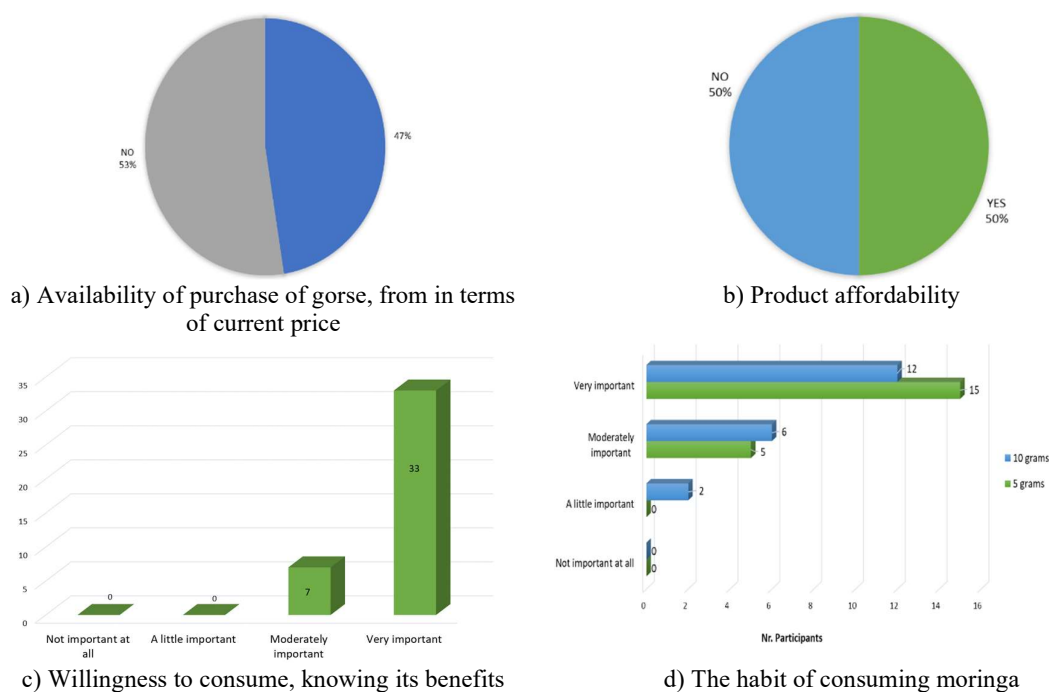 NO
53%
47%
NO
50%
YES
50%
a) Availability of purchase of gorse, from in terms
of current price
b) Product affordability
35
30
25
20
15
10
5
0
0
0
7
33
Not important at
all
A little important
Moderately
important
Very important
c) Willingness to consume, knowing its benefits
Very important
12
15
Moderately
important
6
5
A little important
2
0
Not important at all
0
0
0
2
4
6
8
10
12
14
16
Nr. Participants
10 grams
5 grams
d) The habit of consuming moringa